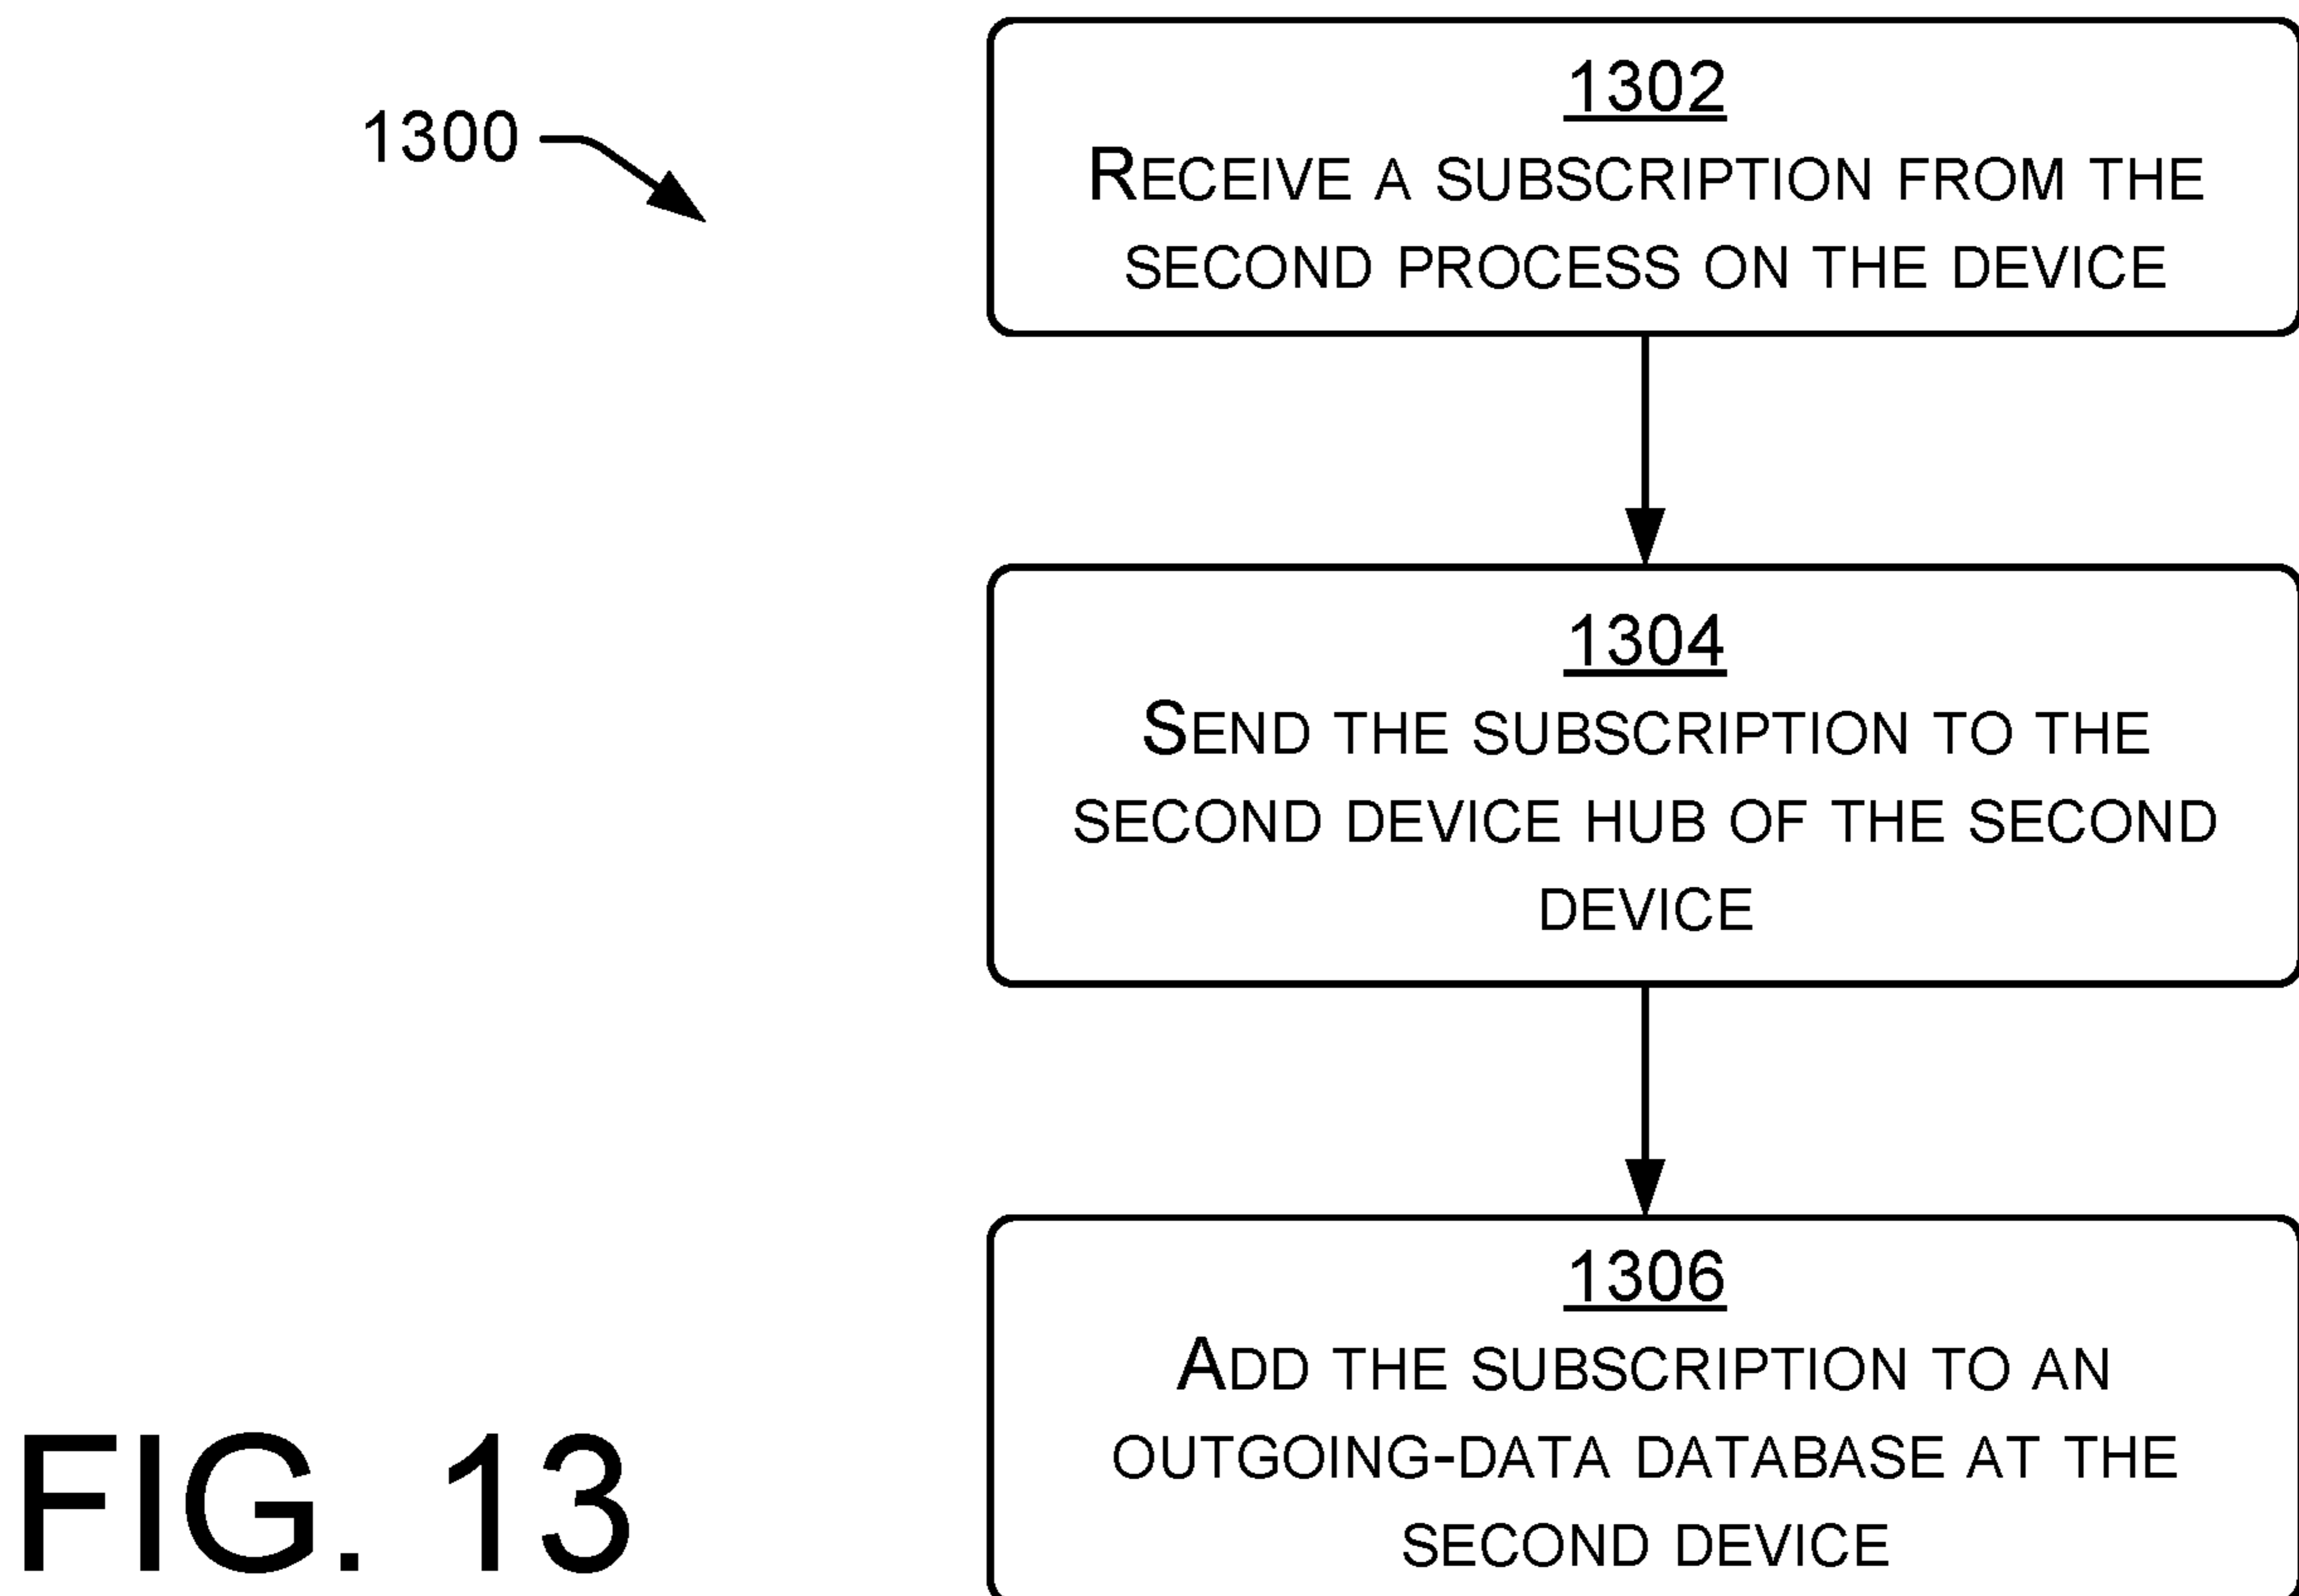 1300
1302
RECEIVE A SUBSCRIPTION FROM THE
SECOND PROCESS ON THE DEVICE
1304
SEND THE SUBSCRIPTION TO THE
SECOND DEVICE HUB OF THE SECOND
DEVICE
1306
ADD THE SUBSCRIPTION TO AN
OUTGOING-DATA DATABASE AT THE
SECOND DEVICE
FIG. 13